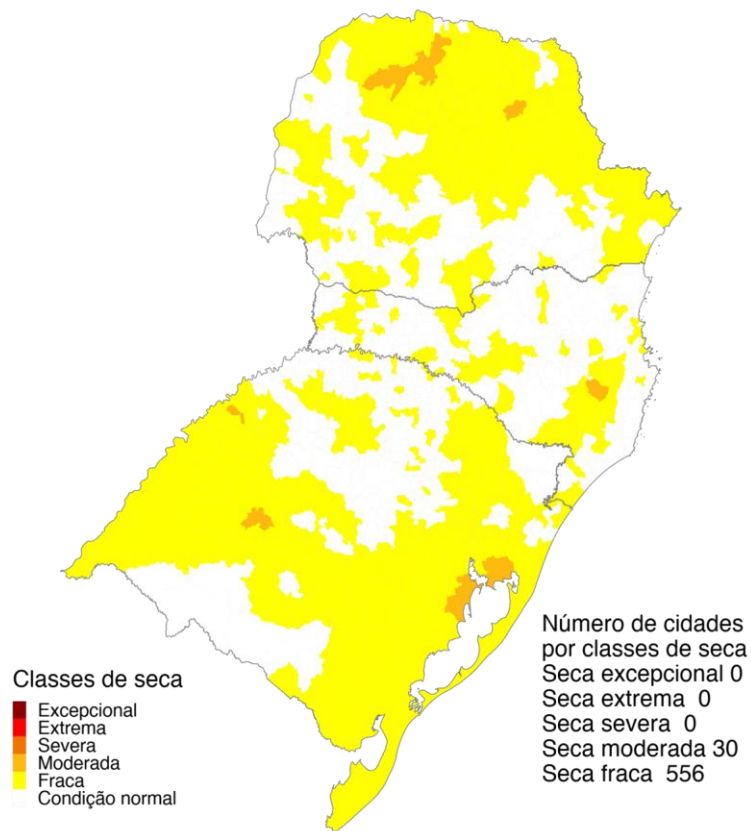 Classes de seca
Excepcional
Extrema
Severa
Moderada
Fraca
Condição normal
Número de cidades
por classes de seca
Seca excepcional 0
Seca extrema 0
Seca severa 0
Seca moderada 30
Seca fraca 556